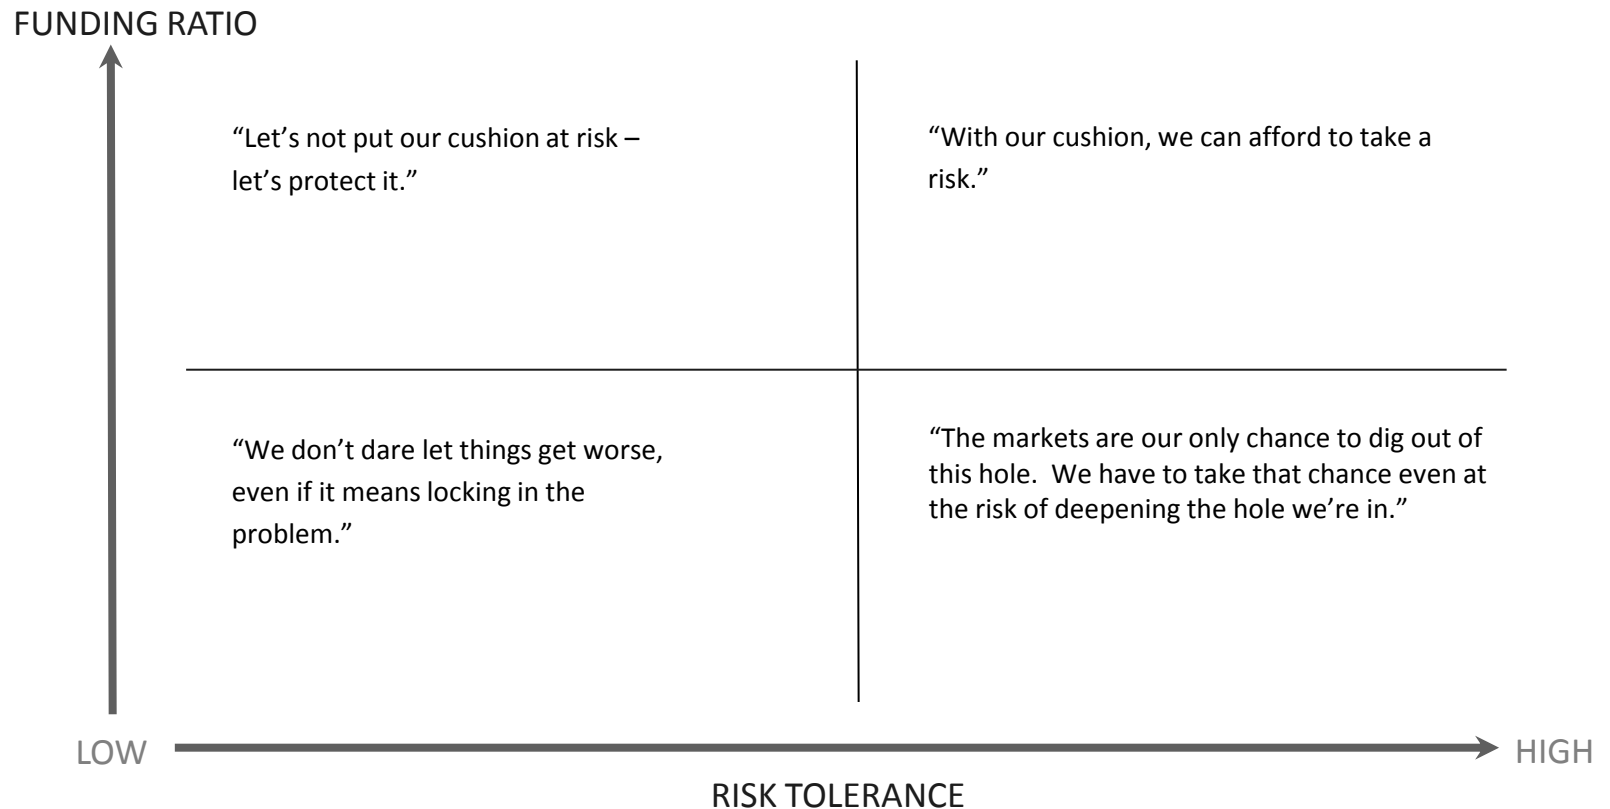 FUNDING RATIO
“Let’s not put our cushion at risk –
let’s protect it.”
“With our cushion, we can afford to take a
risk.”
“We don’t dare let things get worse,
even if it means locking in the
problem.”
“The markets are our only chance to dig out of
this hole.  We have to take that chance even at
the risk of deepening the hole we’re in.”
LOW
HIGH
RISK TOLERANCE